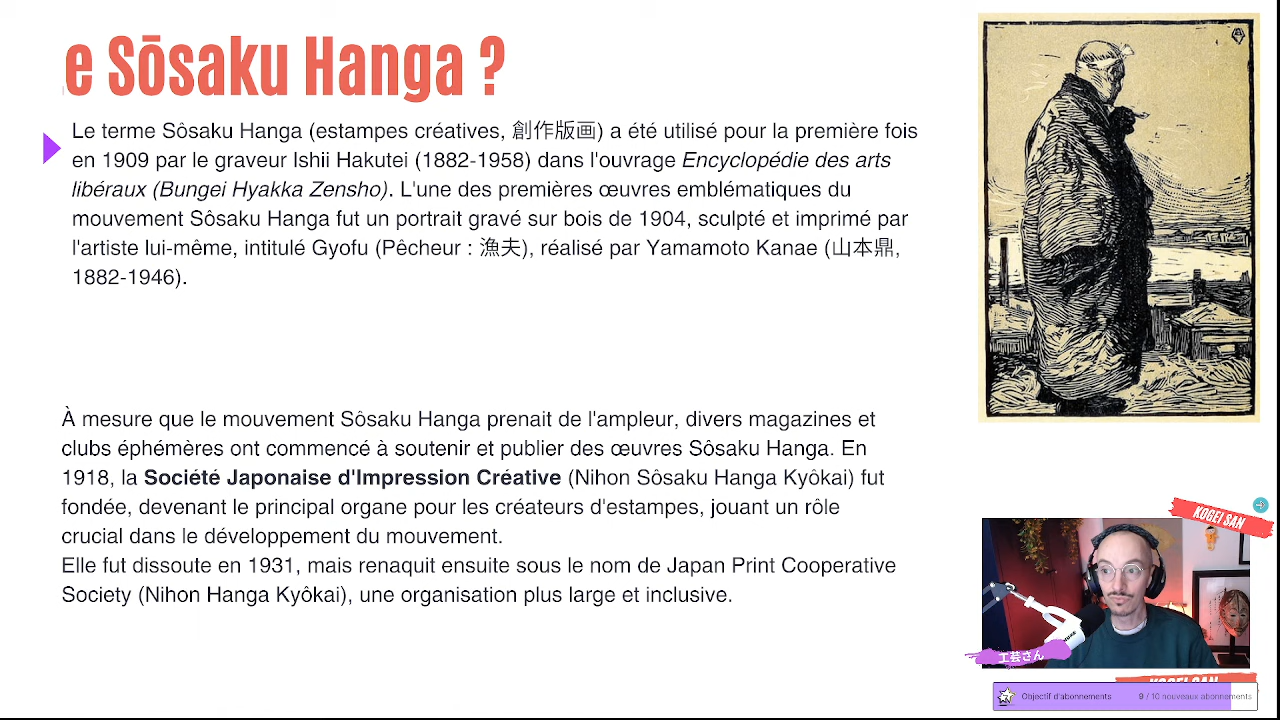 e Sōsaku Hanga ?
Le terme Sôsaku Hanga (estampes créatives, 創作版画) a été utilisé pour la première fois
en 1909 par le graveur Ishii Hakutei (1882-1958) dans l'ouvrage Encyclopédie des arts
libéraux (Bungei Hyakka Zensho). L'une des premières œuvres emblématiques du
mouvement Sôsaku Hanga fut un portrait gravé sur bois de 1904, sculpté et imprimé par
l'artiste lui-même, intitulé Gyofu (Pêcheur : 漁夫), réalisé par Yamamoto Kanae (山本鼎,
1882-1946).
À mesure que le mouvement Sôsaku Hanga prenait de l'ampleur, divers magazines et
clubs éphémères ont commencé à soutenir et publier des œuvres Sôsaku Hanga. En
1918, la Société Japonaise d'Impression Créative (Nihon Sôsaku Hanga Kyôkai) fut
fondée, devenant le principal organe pour les créateurs d'estampes, jouant un rôle
crucial dans le développement du mouvement.
Elle fut dissoute en 1931, mais renaquit ensuite sous le nom de Japan Print Cooperative
Society (Nihon Hanga Kyôkai), une organisation plus large et inclusive.
KOGEI SAN
工芸さん
KOGEI SAN
Objectif d'abonnements 9 / 10 nouveaux abonnements